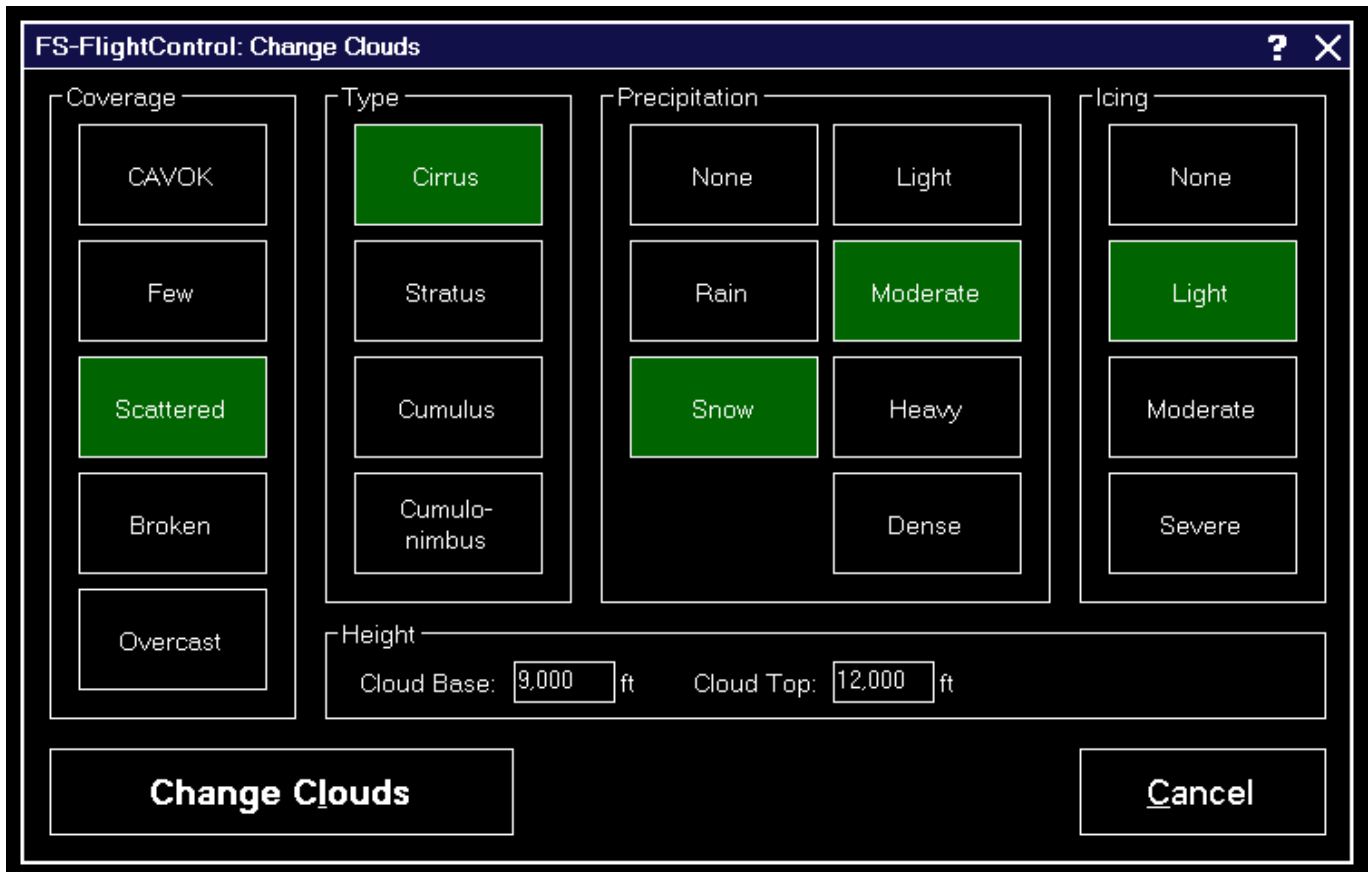 FS-FlightControl: Change Clouds ? X
Coverage
CAVOK
Few
Scattered
Broken
Overcast
Type
Cirrus
Stratus
Cumulus
Cumulo-
nimbus
Precipitation
None Light
Rain Moderate
Snow Heavy
Dense
Icing
None
Light
Moderate
Severe
Height
Cloud Base: 9,000 ft Cloud Top: 12,000 ft
Change Clouds Cancel